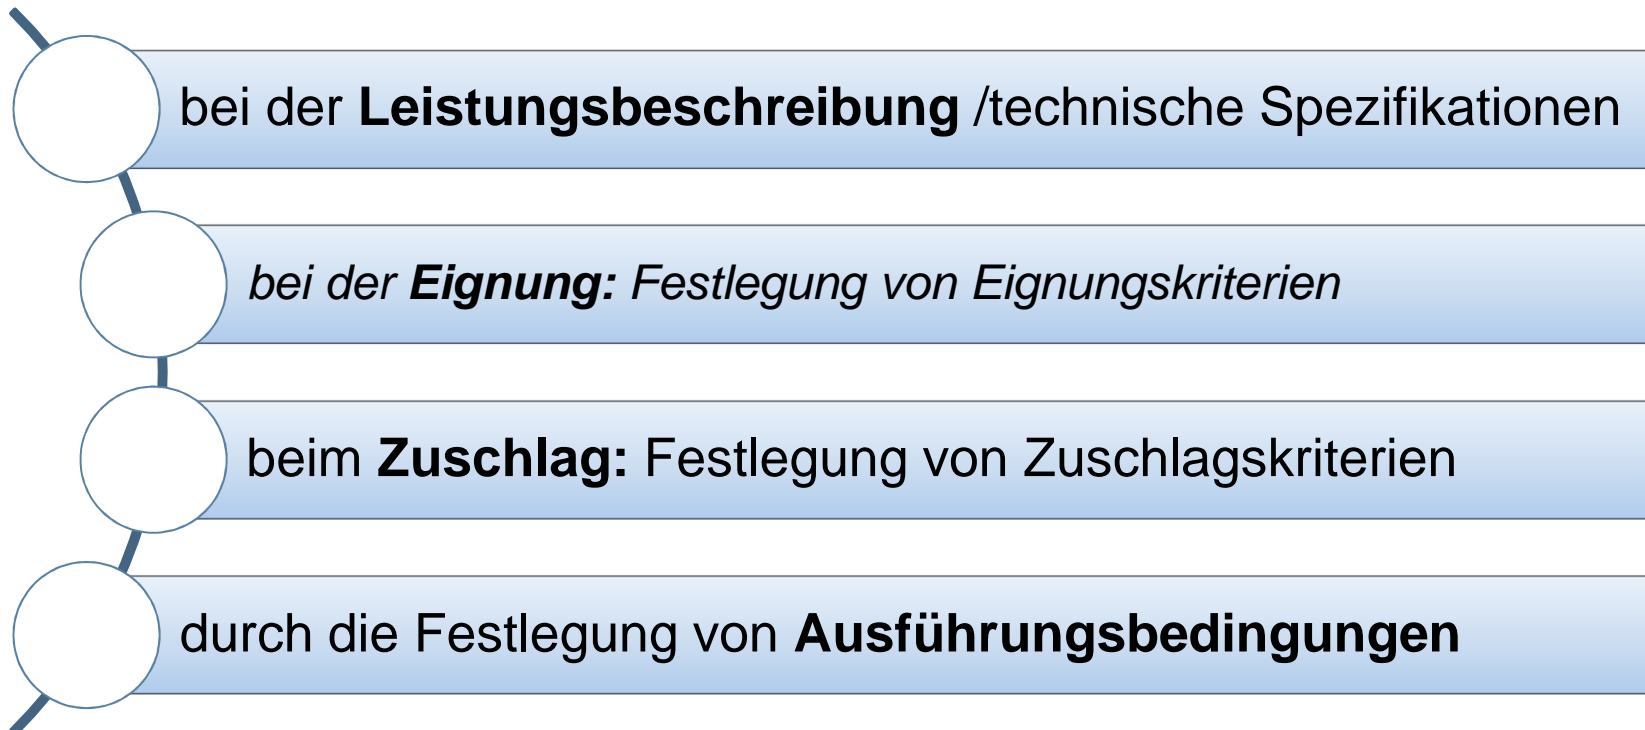 bei der Leistungsbeschreibung /technische Spezifikationen
bei der Eignung: Festlegung von Eignungskriterien
beim Zuschlag: Festlegung von Zuschlagskriterien
durch die Festlegung von Ausführungsbedingungen